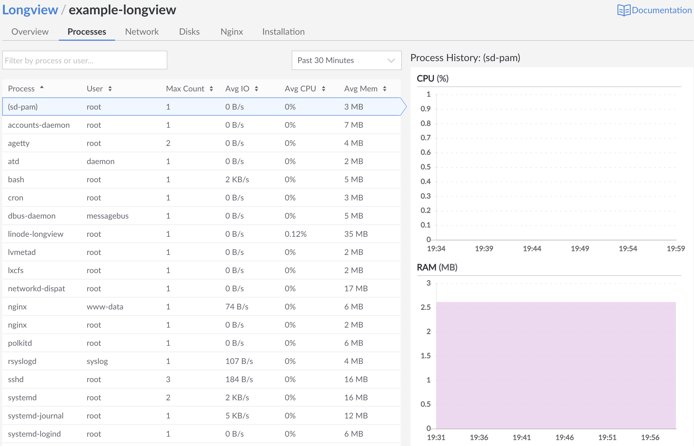 Longview / example-longview
Documentation
Overview Processes Network Disks Nginx Installation
Filter by process or user...
Past 30 Minutes
Process User Max Count Avg IO Avg CPU Avg Mem
(sd-pam) root 1 0 B/s 0% 3 MB
accounts-daemon root 1 0 B/s 0% 7 MB
agetty root 2 0 B/s 0% 4 MB
atd daemon 1 0 B/s 0% 2 MB
bash root 1 2 KB/s 0% 5 MB
cron root 1 0 B/s 0% 3 MB
dbus-daemon messagebus 1 0 B/s 0% 5 MB
linode-longview root 1 0 B/s 0.12% 35 MB
lvmetad root 1 0 B/s 0% 2 MB
lxcfs root 1 0 B/s 0% 2 MB
networkd-dispat root 1 0 B/s 0% 17 MB
nginx www-data 1 74 B/s 0% 6 MB
nginx root 1 0 B/s 0% 2 MB
polkitd root 1 0 B/s 0% 6 MB
rsyslogd syslog 1 107 B/s 0% 4 MB
sshd root 3 184 B/s 0% 16 MB
systemd root 2 2 KB/s 0% 16 MB
systemd-journal root 1 5 KB/s 0% 12 MB
systemd-logind root 1 0 B/s 0% 6 MB
Process History: (sd-pam)
CPU (%)
1
0.9
0.8
0.7
0.6
0.5
0.4
0.3
0.2
0.1
0
19:34 19:39 19:44 19:49 19:54 19:59
RAM (MB)
3
2.5
2
1.5
1
0.5
0
19:31 19:36 19:41 19:46 19:51 19:56